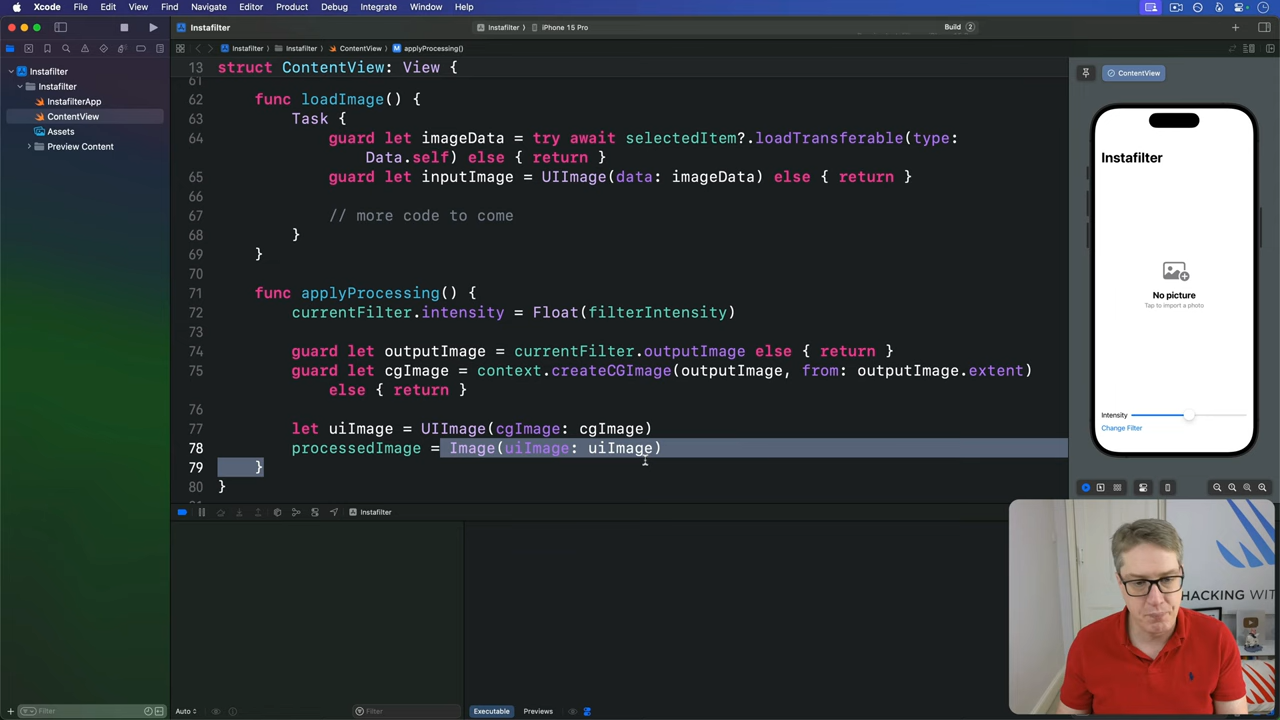 Xcode File Edit View Find Navigate Editor Product Debug Integrate Window Help
Instafilter
Instafilter
iPhone 15 Pro
Build 2
Instafilter Instafilter ContentView M applyProcessing()
Instafilter
Instafilter
InstafilterApp
ContentView
Assets
Preview Content
13 struct ContentView: View {
61
62 func loadImage() {
63 Task {
64 guard let imageData = try await selectedItem?.loadTransferable(type:
Data.self) else { return }
65 guard let inputImage = UIImage(data: imageData) else { return }
66
67 // more code to come
68 }
69 }
70
71 func applyProcessing() {
72 currentFilter.intensity = Float(filterIntensity)
73
74 guard let outputImage = currentFilter.outputImage else { return }
75 guard let cgImage = context.createCGImage(outputImage, from: outputImage.extent)
else { return }
76
77 let uiImage = UIImage(cgImage: cgImage)
78 processedImage = Image(uiImage: uiImage)
79 }
80 }
ContentView
Instafilter
No picture
Tap to import a photo
Intensity
Change Filter
Instafilter
HACKING WIT
Filter
Auto
Filter
Executable Previews